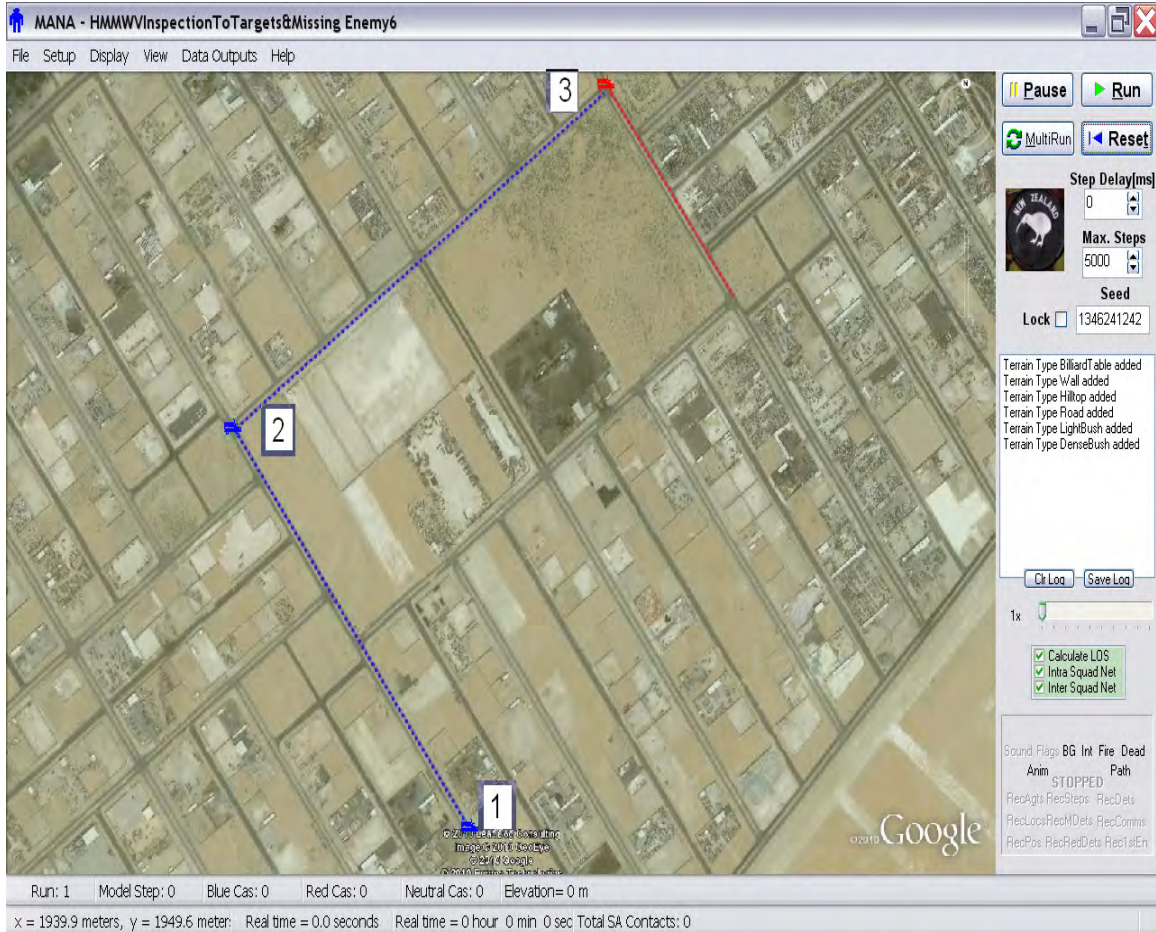 MANA - HMMWVInspectionToTargets&Missing Enemy6
File Setup Display View Data Outputs Help
3
2
1
Google
©2010
© 2010 Google
Pause
Run
MultiRun
Reset
Step Delay[ms]
0
NEW ZEALAND
Max. Steps
5000
Seed
Lock
1346241242
Terrain Type BilliardTable added
Terrain Type Wall added
Terrain Type Hilltop added
Terrain Type Road added
Terrain Type LightBush added
Terrain Type DenseBush added
Clr Log
Save Log
1x
Calculate LOS
Intra Squad Net
Inter Squad Net
Sound Flags BG Int Fire Dead
Anim Path
STOPPED
RecAgts RecSteps RecDets
RecLocs RecMDets RecComms
RecPos RecRedDets Rec1stEn
Run: 1 Model Step: 0 Blue Cas: 0 Red Cas: 0 Neutral Cas: 0 Elevation= 0 m
x = 1939.9 meters, y = 1949.6 meter: Real time = 0.0 seconds Real time = 0 hour 0 min 0 sec Total SA Contacts: 0